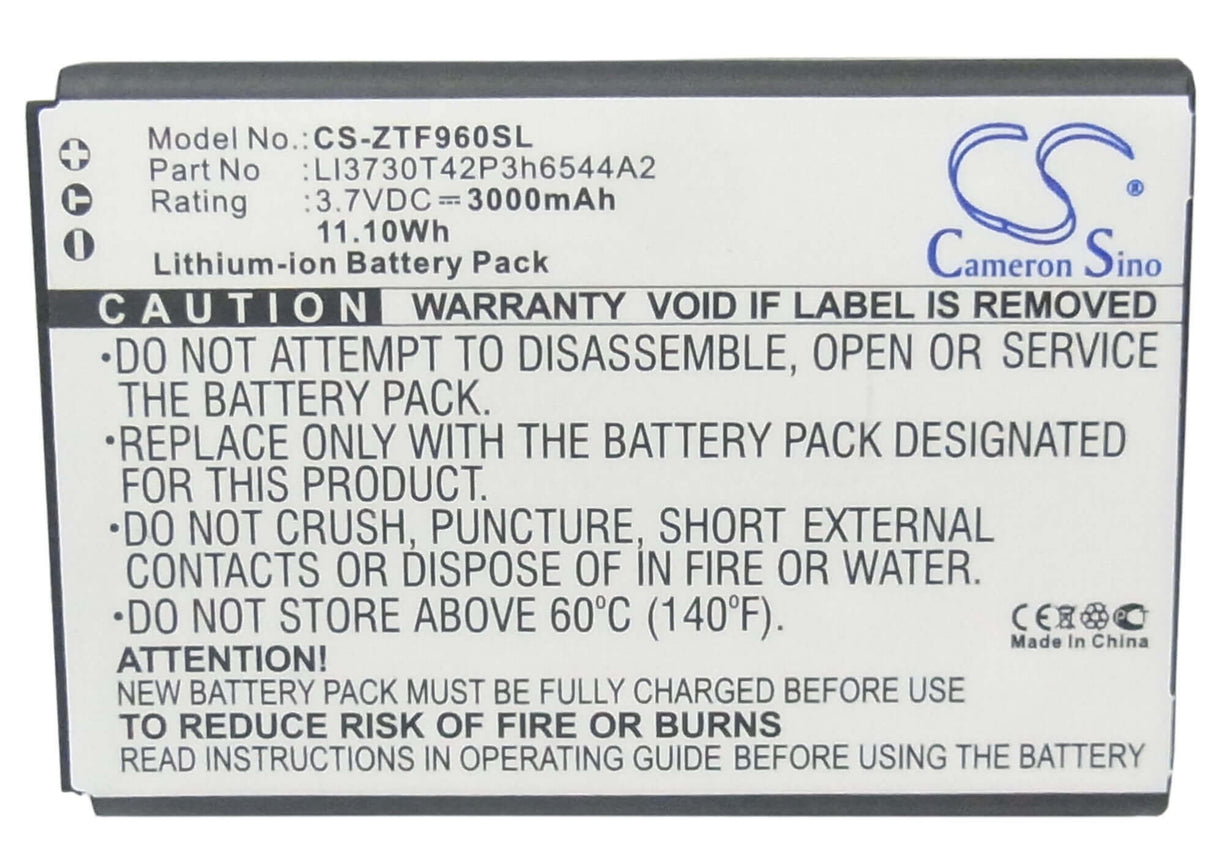 Model No.:CS-ZTF960SL
Part No :LI3730T42P3h6544A2
Rating :3.7VDC⎓3000mAh
11.10Wh
Lithium-ion Battery Pack
CS®
Cameron Sino
CAUTION WARRANTY VOID IF LABEL IS REMOVED
•DO NOT ATTEMPT TO DISASSEMBLE, OPEN OR SERVICE
THE BATTERY PACK.
•REPLACE ONLY WITH THE BATTERY PACK DESIGNATED
FOR THIS PRODUCT.
•DO NOT CRUSH, PUNCTURE, SHORT EXTERNAL
CONTACTS OR DISPOSE OF IN FIRE OR WATER.
•DO NOT STORE ABOVE 60°C (140°F).
CE
Made In China
ATTENTION!
NEW BATTERY PACK MUST BE FULLY CHARGED BEFORE USE
TO REDUCE RISK OF FIRE OR BURNS
READ INSTRUCTIONS IN OPERATING GUIDE BEFORE USING THE BATTERY